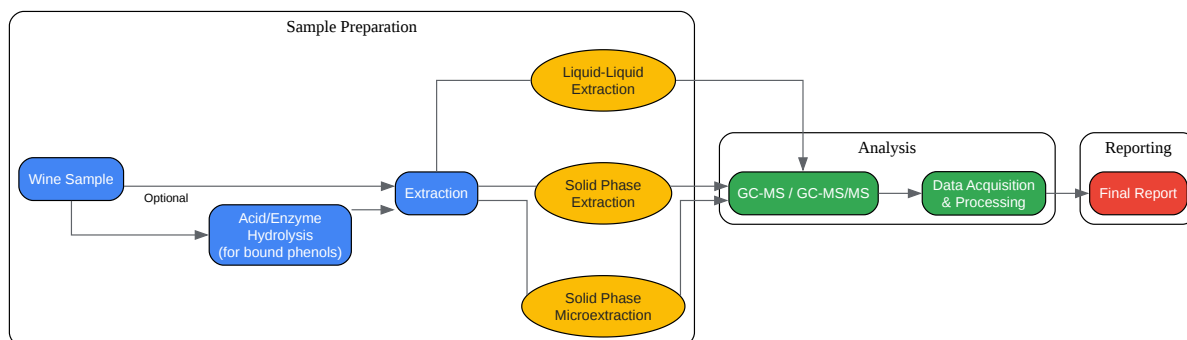 Sample Preparation
Liquid-Liquid
Extraction
Analysis
Reporting
Wine Sample
Optional
Extraction
Solid Phase
Extraction
GC-MS / GC-MS/MS
Data Acquisition
& Processing
Final Report
Acid/Enzyme
Hydrolysis
(for bound phenols)
Solid Phase
Microextraction